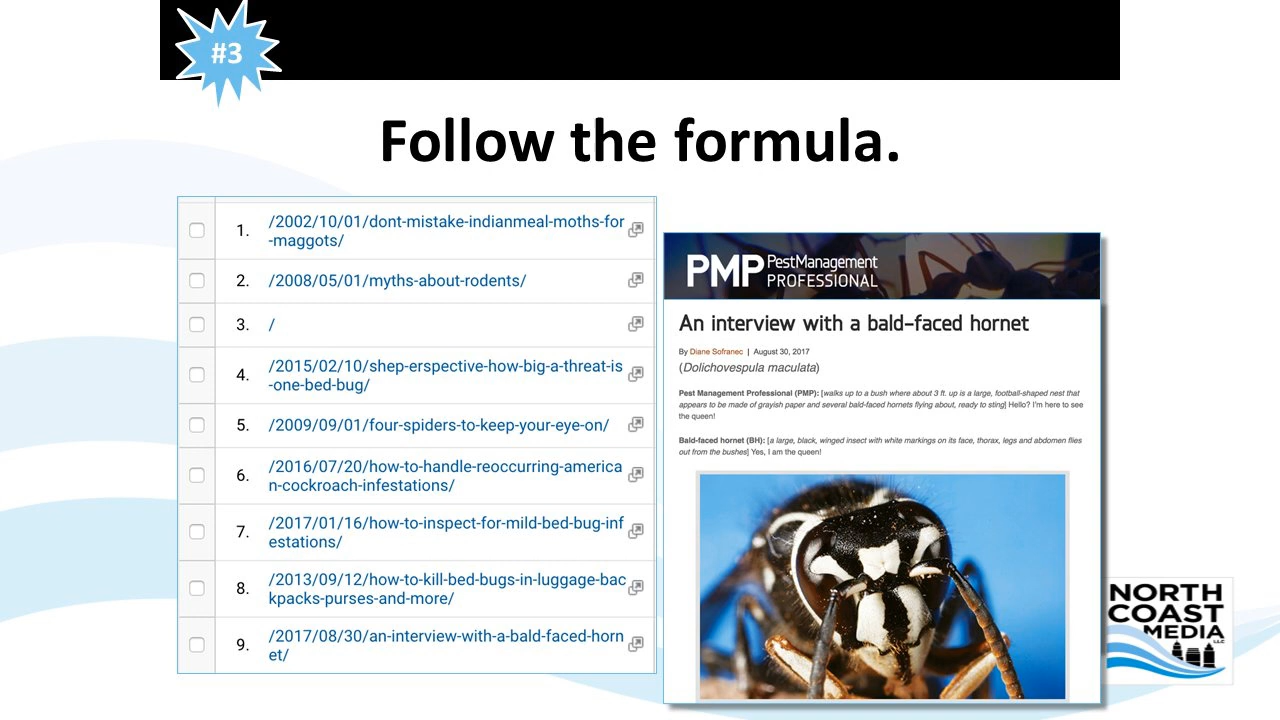 #3
Follow the formula.
1. /2002/10/01/dont-mistake-indianmeal-moths-for
-maggots/
2. /2008/05/01/myths-about-rodents/
3. /
4. /2015/02/10/shep-erspective-how-big-a-threat-is
-one-bed-bug/
5. /2009/09/01/four-spiders-to-keep-your-eye-on/
6. /2016/07/20/how-to-handle-reoccurring-america
n-cockroach-infestations/
7. /2017/01/16/how-to-inspect-for-mild-bed-bug-inf
estations/
8. /2013/09/12/how-to-kill-bed-bugs-in-luggage-bac
kpacks-purses-and-more/
9. /2017/08/30/an-interview-with-a-bald-faced-horn
et/
PMP PestManagement
PROFESSIONAL
An interview with a bald-faced hornet
By Diane Sofranec | August 30, 2017
(Dolichovespula maculata)
Pest Management Professional (PMP): [walks up to a bush where about 3 ft. up is a large, football-shaped nest that
appears to be made of grayish paper and several bald-faced hornets flying about, ready to sting] Hello? I'm here to see
the queen!
Bald-faced hornet (BH): [a large, black, winged insect with white markings on its face, thorax, legs and abdomen flies
out from the bushes] Yes, I am the queen!
NORTH
COAST
MEDIA
LLC